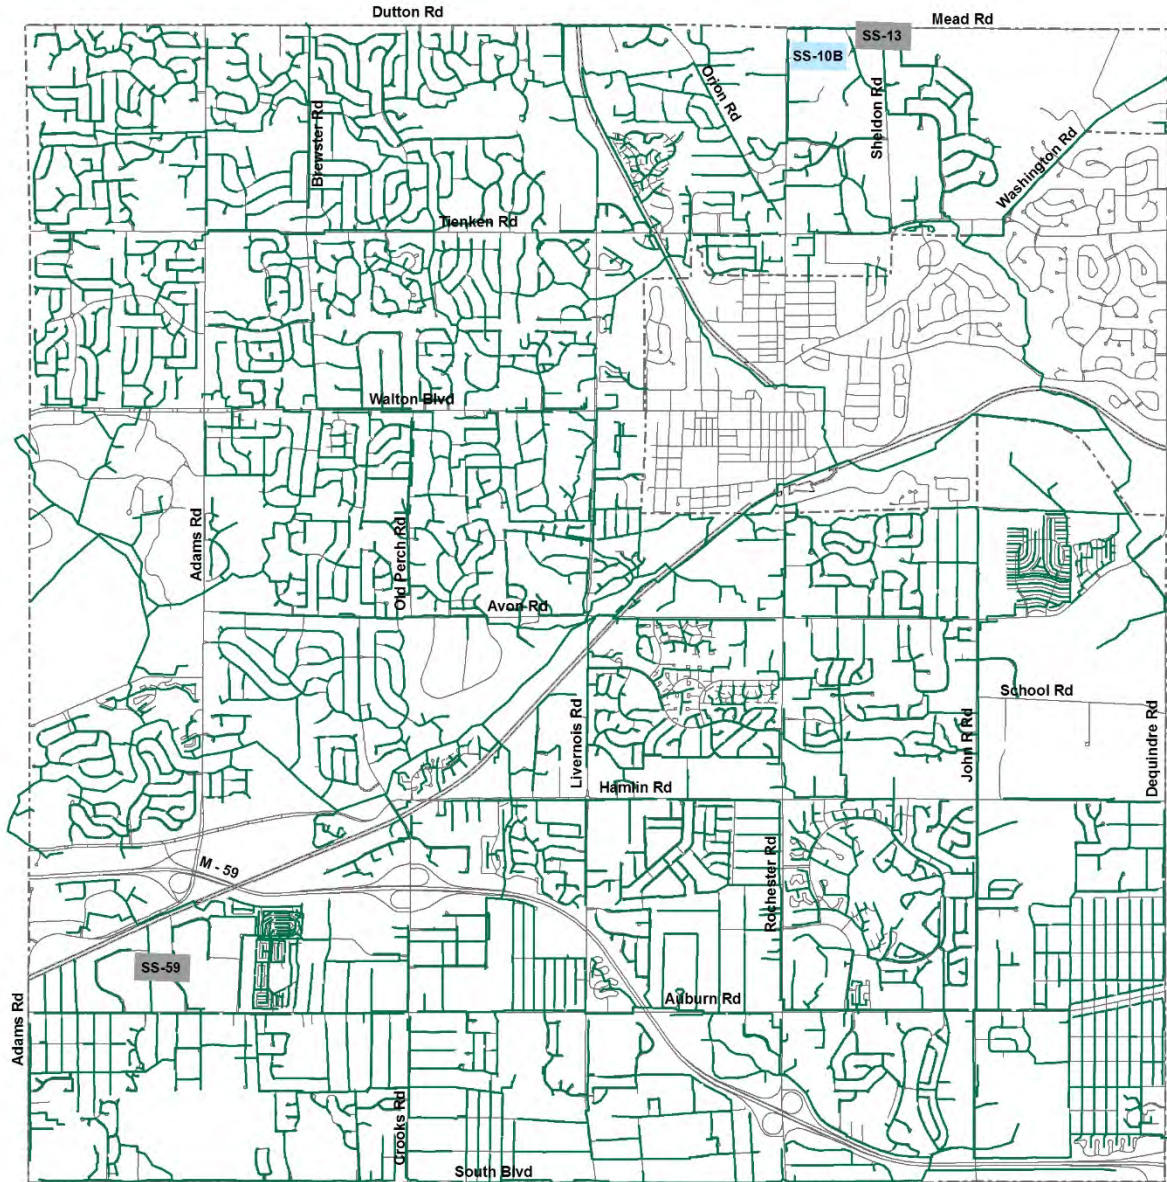 Dutton Rd
Mead Rd
SS-13
SS-10B
Orion Rd
Sheldon Rd
Brewster Rd
Washington Rd
Tienken Rd
Walton Blvd
Adams Rd
Old Perch Rd
Avon Rd
School Rd
Livernois Rd
John R Rd
Dequindre Rd
Hamlin Rd
M - 59
Rochester Rd
SS-59
Auburn Rd
Adams Rd
Crooks Rd
South Blvd